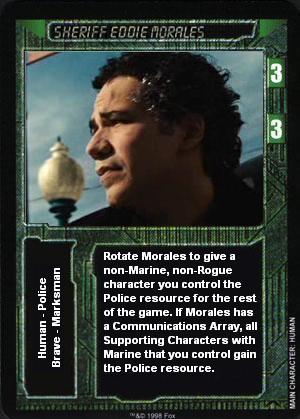 SHERIFF EDDIE MORALES
3
3
Human - Police
Brave - Marksman
Rotate Morales to give a
non-Marine, non-Rogue
character you control the
Police resource for the rest
of the game. If Morales has
a Communications Array, all
Supporting Characters with
Marine that you control gain
the Police resource.
MAIN CHARACTER: HUMAN
™&© 1998 Fox